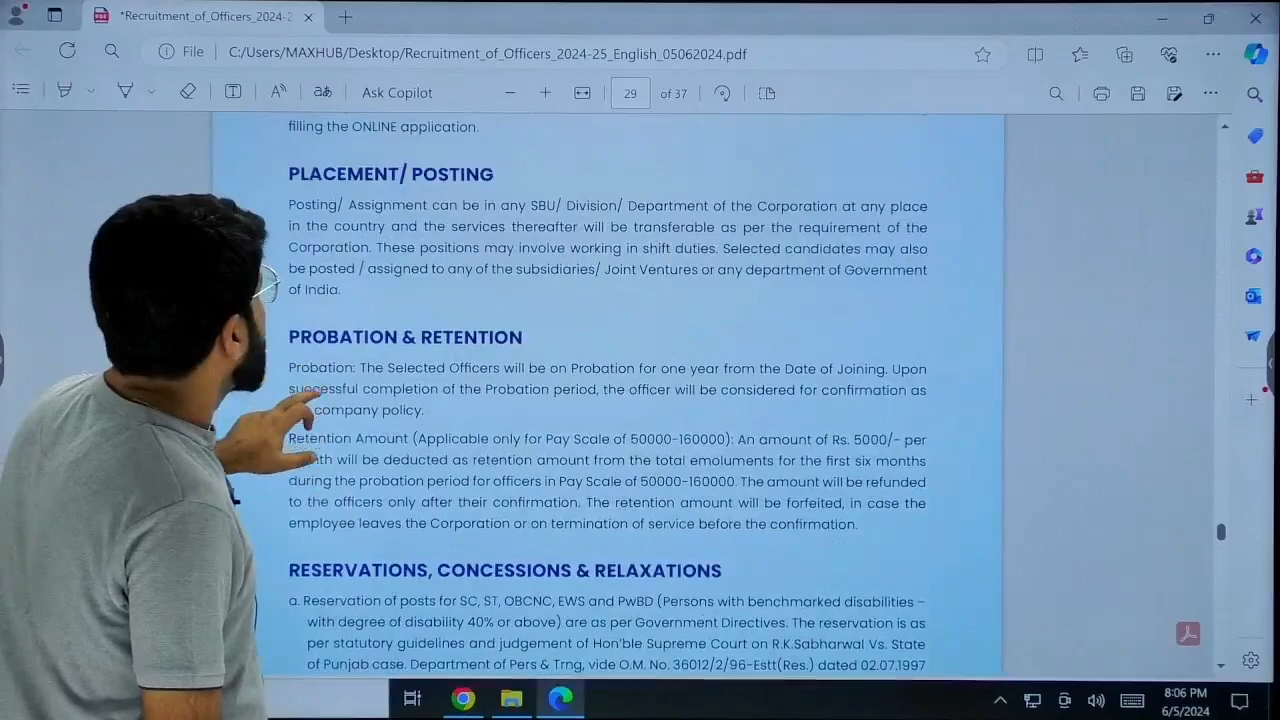 *Recruitment_of_Officers_2024-2
File
C:/Users/MAXHUB/Desktop/Recruitment_of_Officers_2024-25_English_05062024.pdf
Ask Copilot
29 of 37
filling the ONLINE application.
PLACEMENT/ POSTING
Posting/ Assignment can be in any SBU/ Division/ Department of the Corporation at any place
in the country and the services thereafter will be transferable as per the requirement of the
Corporation. These positions may involve working in shift duties. Selected candidates may also
be posted / assigned to any of the subsidiaries/ Joint Ventures or any department of Government
of India.
PROBATION & RETENTION
Probation: The Selected Officers will be on Probation for one year from the Date of Joining. Upon
successful completion of the Probation period, the officer will be considered for confirmation as
company policy.
Retention Amount (Applicable only for Pay Scale of 50000-160000): An amount of Rs. 5000/- per
will be deducted as retention amount from the total emoluments for the first six months
during the probation period for officers in Pay Scale of 50000-160000. The amount will be refunded
to the officers only after their confirmation. The retention amount will be forfeited, in case the
employee leaves the Corporation or on termination of service before the confirmation.
RESERVATIONS, CONCESSIONS & RELAXATIONS
a. Reservation of posts for SC, ST, OBCNC, EWS and PwBD (Persons with benchmarked disabilities –
with degree of disability 40% or above) are as per Government Directives. The reservation is as
per statutory guidelines and judgement of Hon'ble Supreme Court on R.K.Sabharwal Vs. State
of Punjab case. Department of Pers & Trng, vide O.M. No. 36012/2/96-Estt(Res.) dated 02.07.1997
8:06 PM
6/5/2024